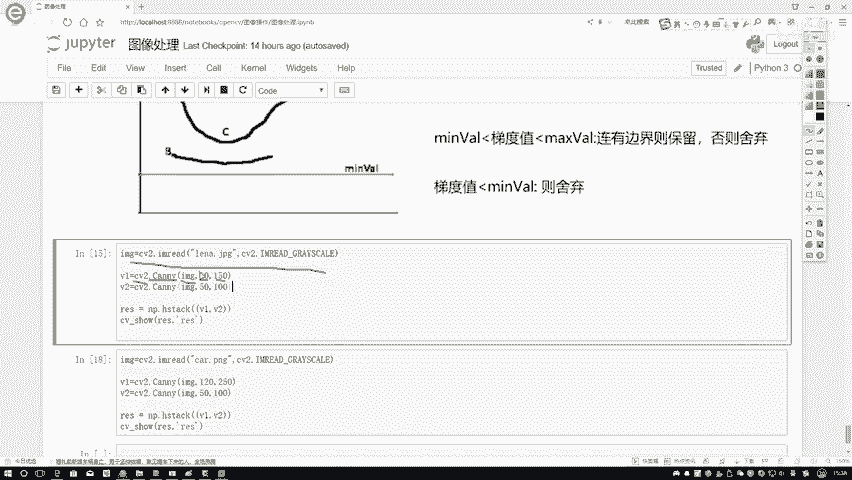 图像处理
http://localhost:8888/notebooks/opencv/图像操作/图像处理.ipynb
jupyter 图像处理 Last Checkpoint: 14 hours ago (autosaved)
Logout
File Edit View Insert Cell Kernel Widgets Help
Trusted
Python 3
Code
C
B
minVal
minVal<梯度值<maxVal:连有边界则保留，否则舍弃
梯度值<minVal: 则舍弃
In [15]:
img=cv2.imread("lena.jpg",cv2.IMREAD_GRAYSCALE)
v1=cv2.Canny(img,80,150)
v2=cv2.Canny(img,50,100)
res = np.hstack((v1,v2))
cv_show(res,'res')
In [18]:
img=cv2.imread("car.png",cv2.IMREAD_GRAYSCALE)
v1=cv2.Canny(img,120,250)
v2=cv2.Canny(img,50,100)
res = np.hstack((v1,v2))
cv_show(res,'res')